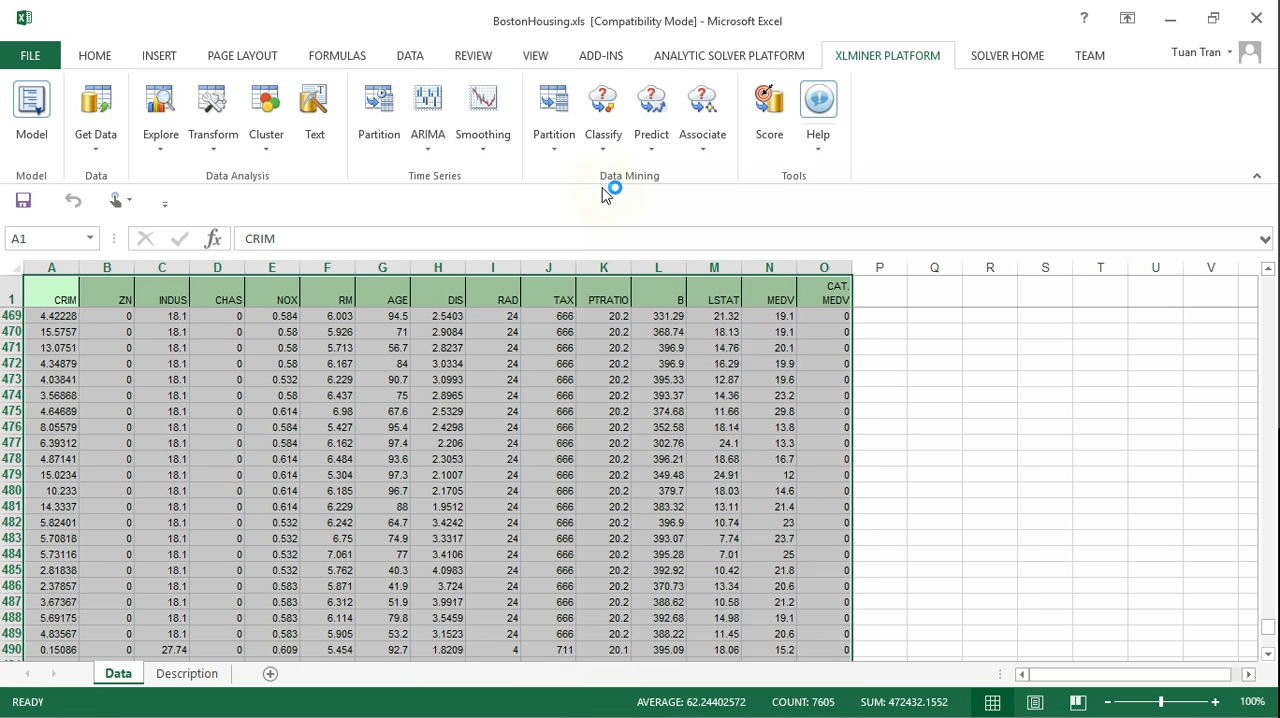 BostonHousing.xls [Compatibility Mode] - Microsoft Excel
?
FILE HOME INSERT PAGE LAYOUT FORMULAS DATA REVIEW VIEW ADD-INS ANALYTIC SOLVER PLATFORM XLMINER PLATFORM SOLVER HOME TEAM Tuan Tran
Model Get Data Explore Transform Cluster Text Partition ARIMA Smoothing Partition Classify Predict Associate Score Help
Model Data Data Analysis Time Series Data Mining Tools
A1 fx CRIM
A B C D E F G H I J K L M N O P Q R S T U V
1 CRIM ZN INDUS CHAS NOX RM AGE DIS RAD TAX PTRATIO B LSTAT MEDV CAT. MEDV
469 4.42228 0 18.1 0 0.584 6.003 94.5 2.5403 24 666 20.2 331.29 21.32 19.1 0
470 15.5757 0 18.1 0 0.58 5.926 71 2.9084 24 666 20.2 368.74 18.13 19.1 0
471 13.0751 0 18.1 0 0.58 5.713 56.7 2.8237 24 666 20.2 396.9 14.76 20.1 0
472 4.34879 0 18.1 0 0.58 6.167 84 3.0334 24 666 20.2 396.9 16.29 19.9 0
473 4.03841 0 18.1 0 0.532 6.229 90.7 3.0993 24 666 20.2 395.33 12.87 19.6 0
474 3.56868 0 18.1 0 0.58 6.437 75 2.8965 24 666 20.2 393.37 14.36 23.2 0
475 4.64689 0 18.1 0 0.614 6.98 67.6 2.5329 24 666 20.2 374.68 11.66 29.8 0
476 8.05579 0 18.1 0 0.584 5.427 95.4 2.4298 24 666 20.2 352.58 18.14 13.8 0
477 6.39312 0 18.1 0 0.584 6.162 97.4 2.206 24 666 20.2 302.76 24.1 13.3 0
478 4.87141 0 18.1 0 0.614 6.484 93.6 2.3053 24 666 20.2 396.21 18.68 16.7 0
479 15.0234 0 18.1 0 0.614 5.304 97.3 2.1007 24 666 20.2 349.48 24.91 12 0
480 10.233 0 18.1 0 0.614 6.185 96.7 2.1705 24 666 20.2 379.7 18.03 14.6 0
481 14.3337 0 18.1 0 0.614 6.229 88 1.9512 24 666 20.2 383.32 13.11 21.4 0
482 5.82401 0 18.1 0 0.532 6.242 64.7 3.4242 24 666 20.2 396.9 10.74 23 0
483 5.70818 0 18.1 0 0.532 6.75 74.9 3.3317 24 666 20.2 393.07 7.74 23.7 0
484 5.73116 0 18.1 0 0.532 7.061 77 3.4106 24 666 20.2 395.28 7.01 25 0
485 2.81838 0 18.1 0 0.532 5.762 40.3 4.0983 24 666 20.2 392.92 10.42 21.8 0
486 2.37857 0 18.1 0 0.583 5.871 41.9 3.724 24 666 20.2 370.73 13.34 20.6 0
487 3.67367 0 18.1 0 0.583 6.312 51.9 3.9917 24 666 20.2 388.62 10.58 21.2 0
488 5.69175 0 18.1 0 0.583 6.114 79.8 3.5459 24 666 20.2 392.68 14.98 19.1 0
489 4.83567 0 18.1 0 0.583 5.905 53.2 3.1523 24 666 20.2 388.22 11.45 20.6 0
490 0.15086 0 27.74 0 0.609 5.454 92.7 1.8209 4 711 20.1 395.09 18.06 15.2 0
Data Description
READY AVERAGE: 62.24402572 COUNT: 7605 SUM: 472432.1552 100%